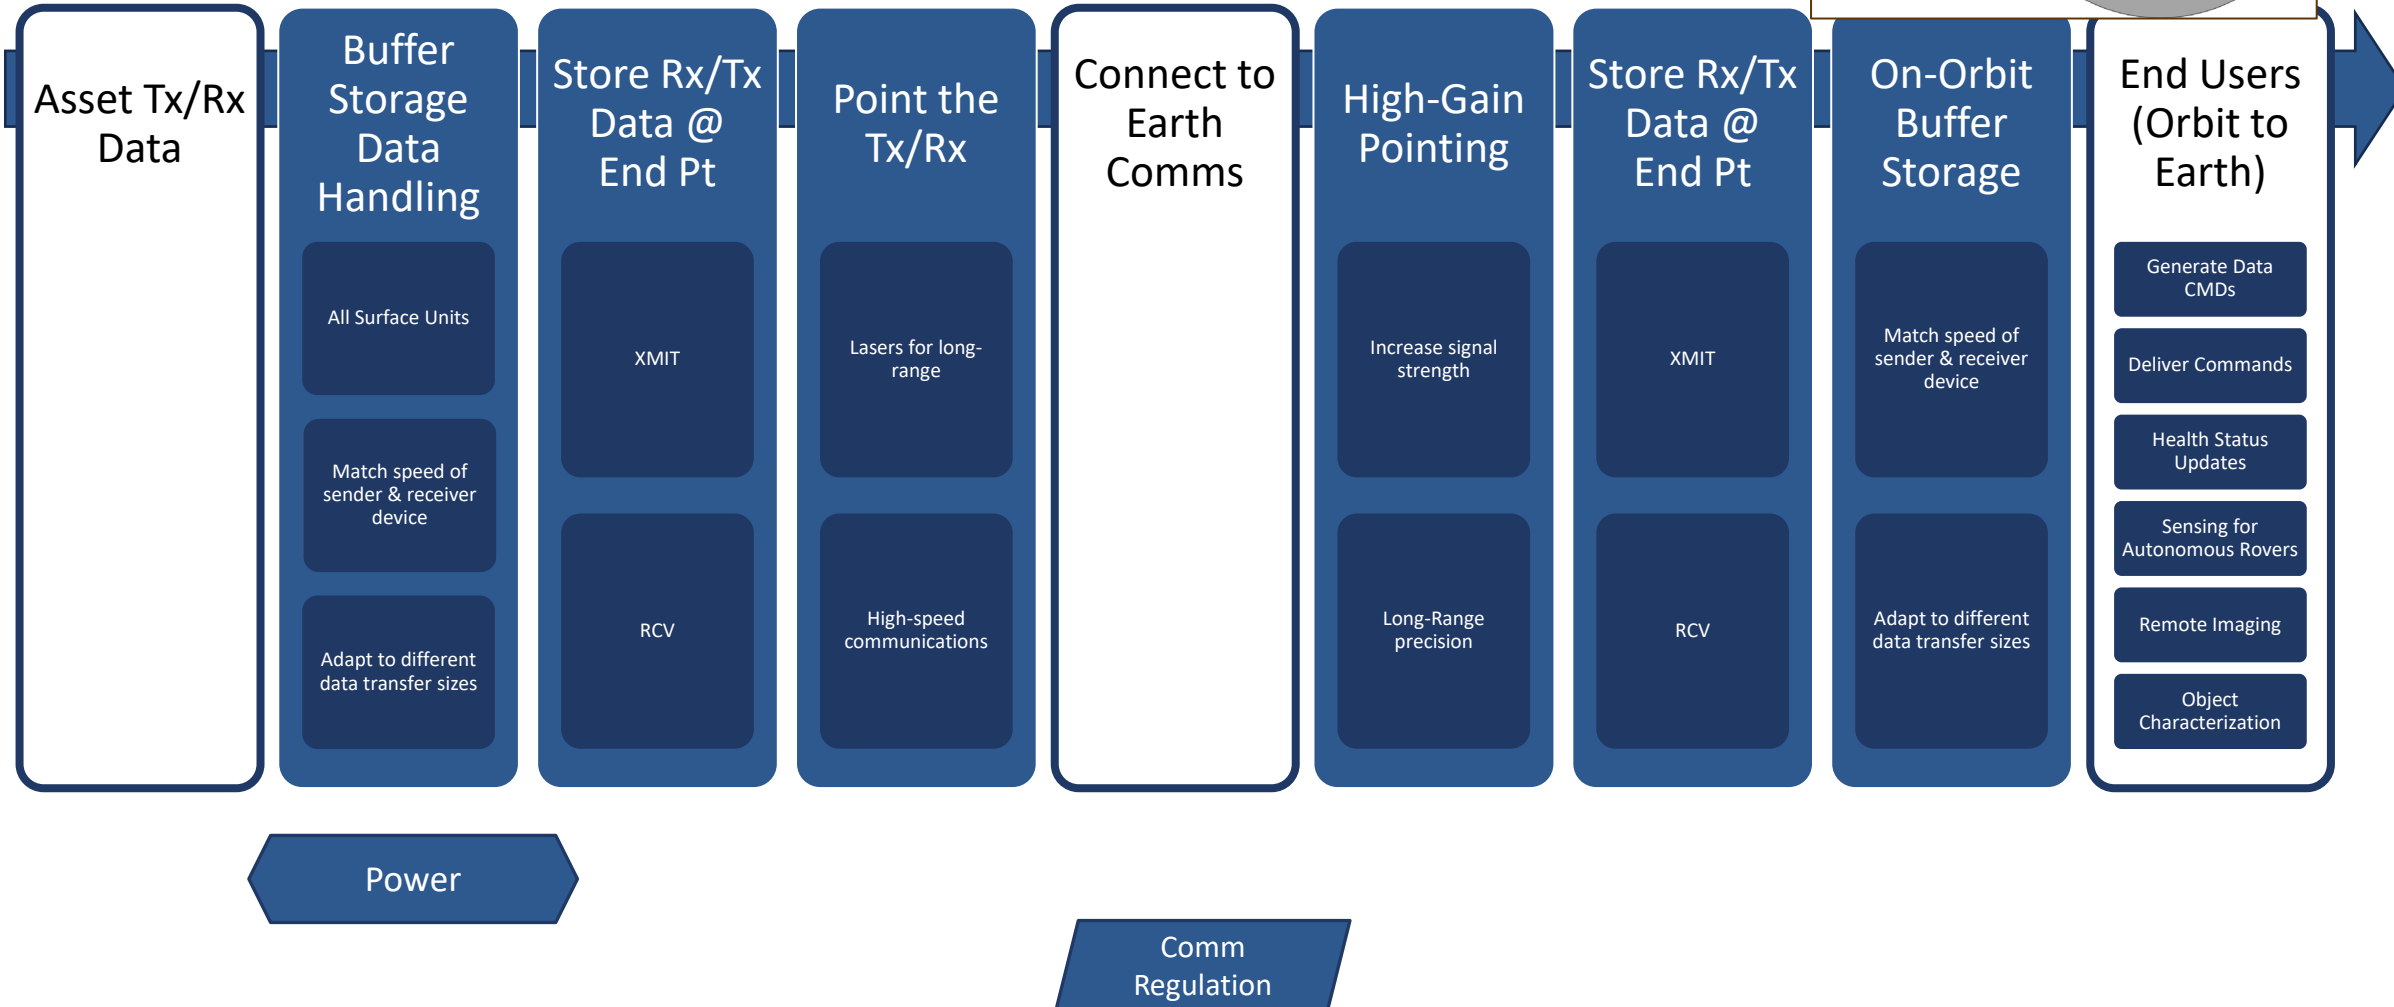 Asset Tx/Rx
Data
Buffer
Storage
Data
Handling
All Surface Units
Match speed of
sender & receiver
device
Adapt to different
data transfer sizes
Store Rx/Tx
Data @
End Pt
XMIT
RCV
Point the
Tx/Rx
Lasers for long-
range
High-speed
communications
Connect to
Earth
Comms
High-Gain
Pointing
Increase signal
strength
Long-Range
precision
Store Rx/Tx
Data @
End Pt
XMIT
RCV
On-Orbit
Buffer
Storage
Match speed of
sender & receiver
device
Adapt to different
data transfer sizes
End Users
(Orbit to
Earth)
Generate Data
CMDs
Deliver Commands
Health Status
Updates
Sensing for
Autonomous Rovers
Remote Imaging
Object
Characterization
Power
Comm
Regulation